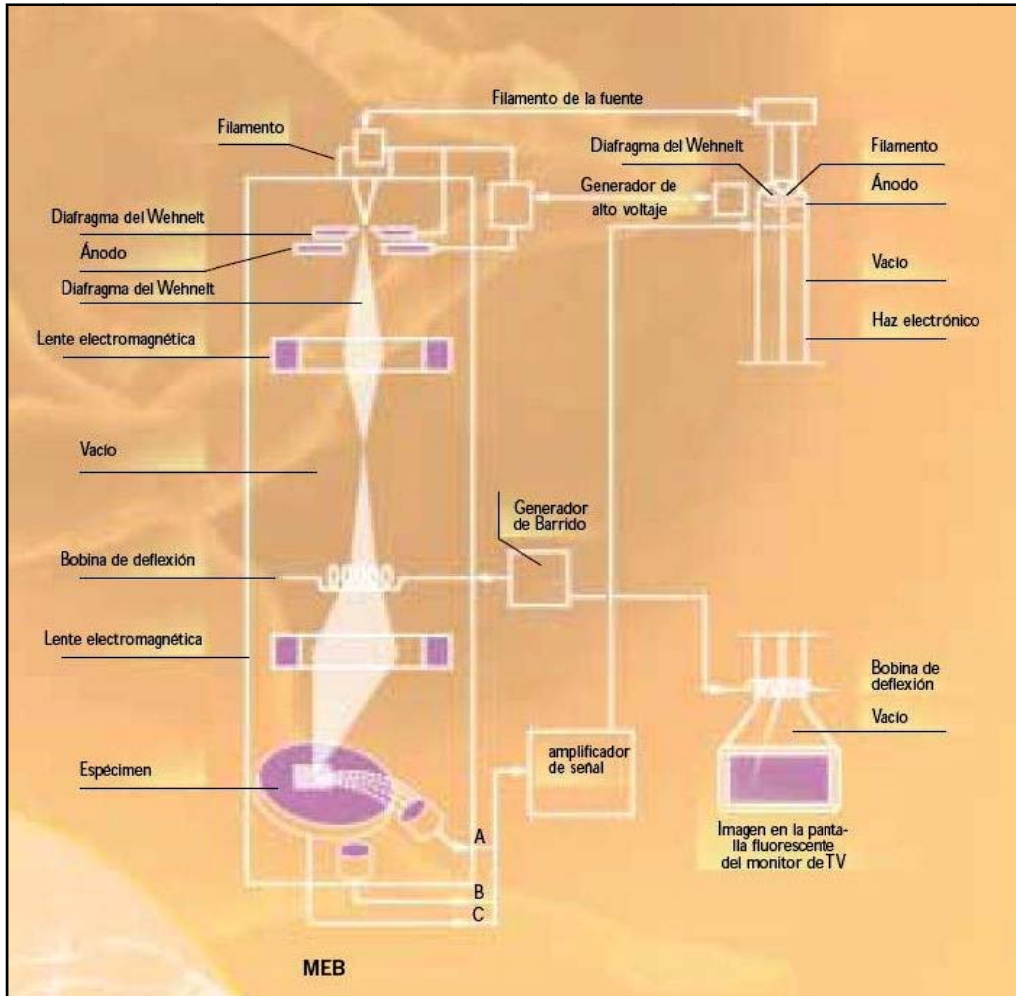 Filamento de la fuente
Filamento
Diafragma del Wehnelt
Filamento
Generador de
alto voltaje
Ánodo
Diafragma del Wehnelt
Ánodo
Vacío
Diafragma del Wehnelt
Haz electrónico
Lente electromagnética
Vacío
Generador
de Barrido
Bobina de deflexión
Lente electromagnética
Bobina de
deflexión
Vacío
Espécimen
amplificador
de señal
Imagen en la panta-
lla fluorescente
del monitor de TV
A
B
C
MEB